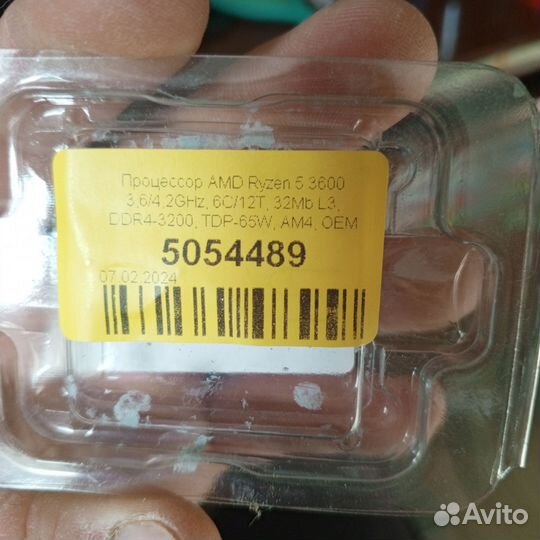 Процессор AMD Ryzen 5 3600
3,6/4,2GHz, 6C/12T, 32Mb L3,
DDR4-3200, TDP-65W, AM4, OEM
5054489
07.02.2024
Avito